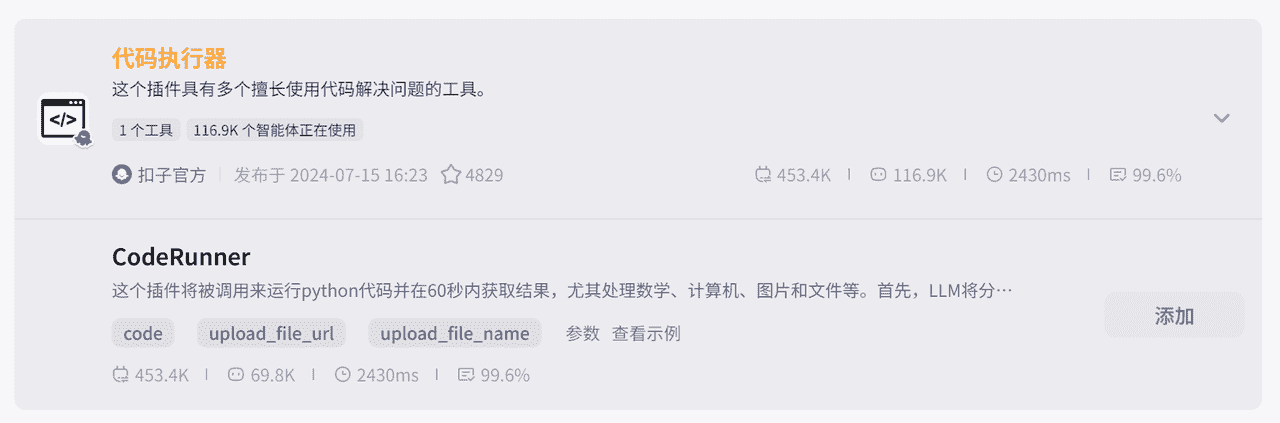 代码执行器
这个插件具有多个擅长使用代码解决问题的工具。
</>
1 个工具 116.9K 个智能体正在使用
扣子官方 发布于 2024-07-15 16:23 4829 453.4K 116.9K 2430ms 99.6%
CodeRunner
这个插件将被调用来运行python代码并在60秒内获取结果，尤其处理数学、计算机、图片和文件等。首先，LLM将分…
添加
code upload_file_url upload_file_name 参数 查看示例
453.4K 69.8K 2430ms 99.6%